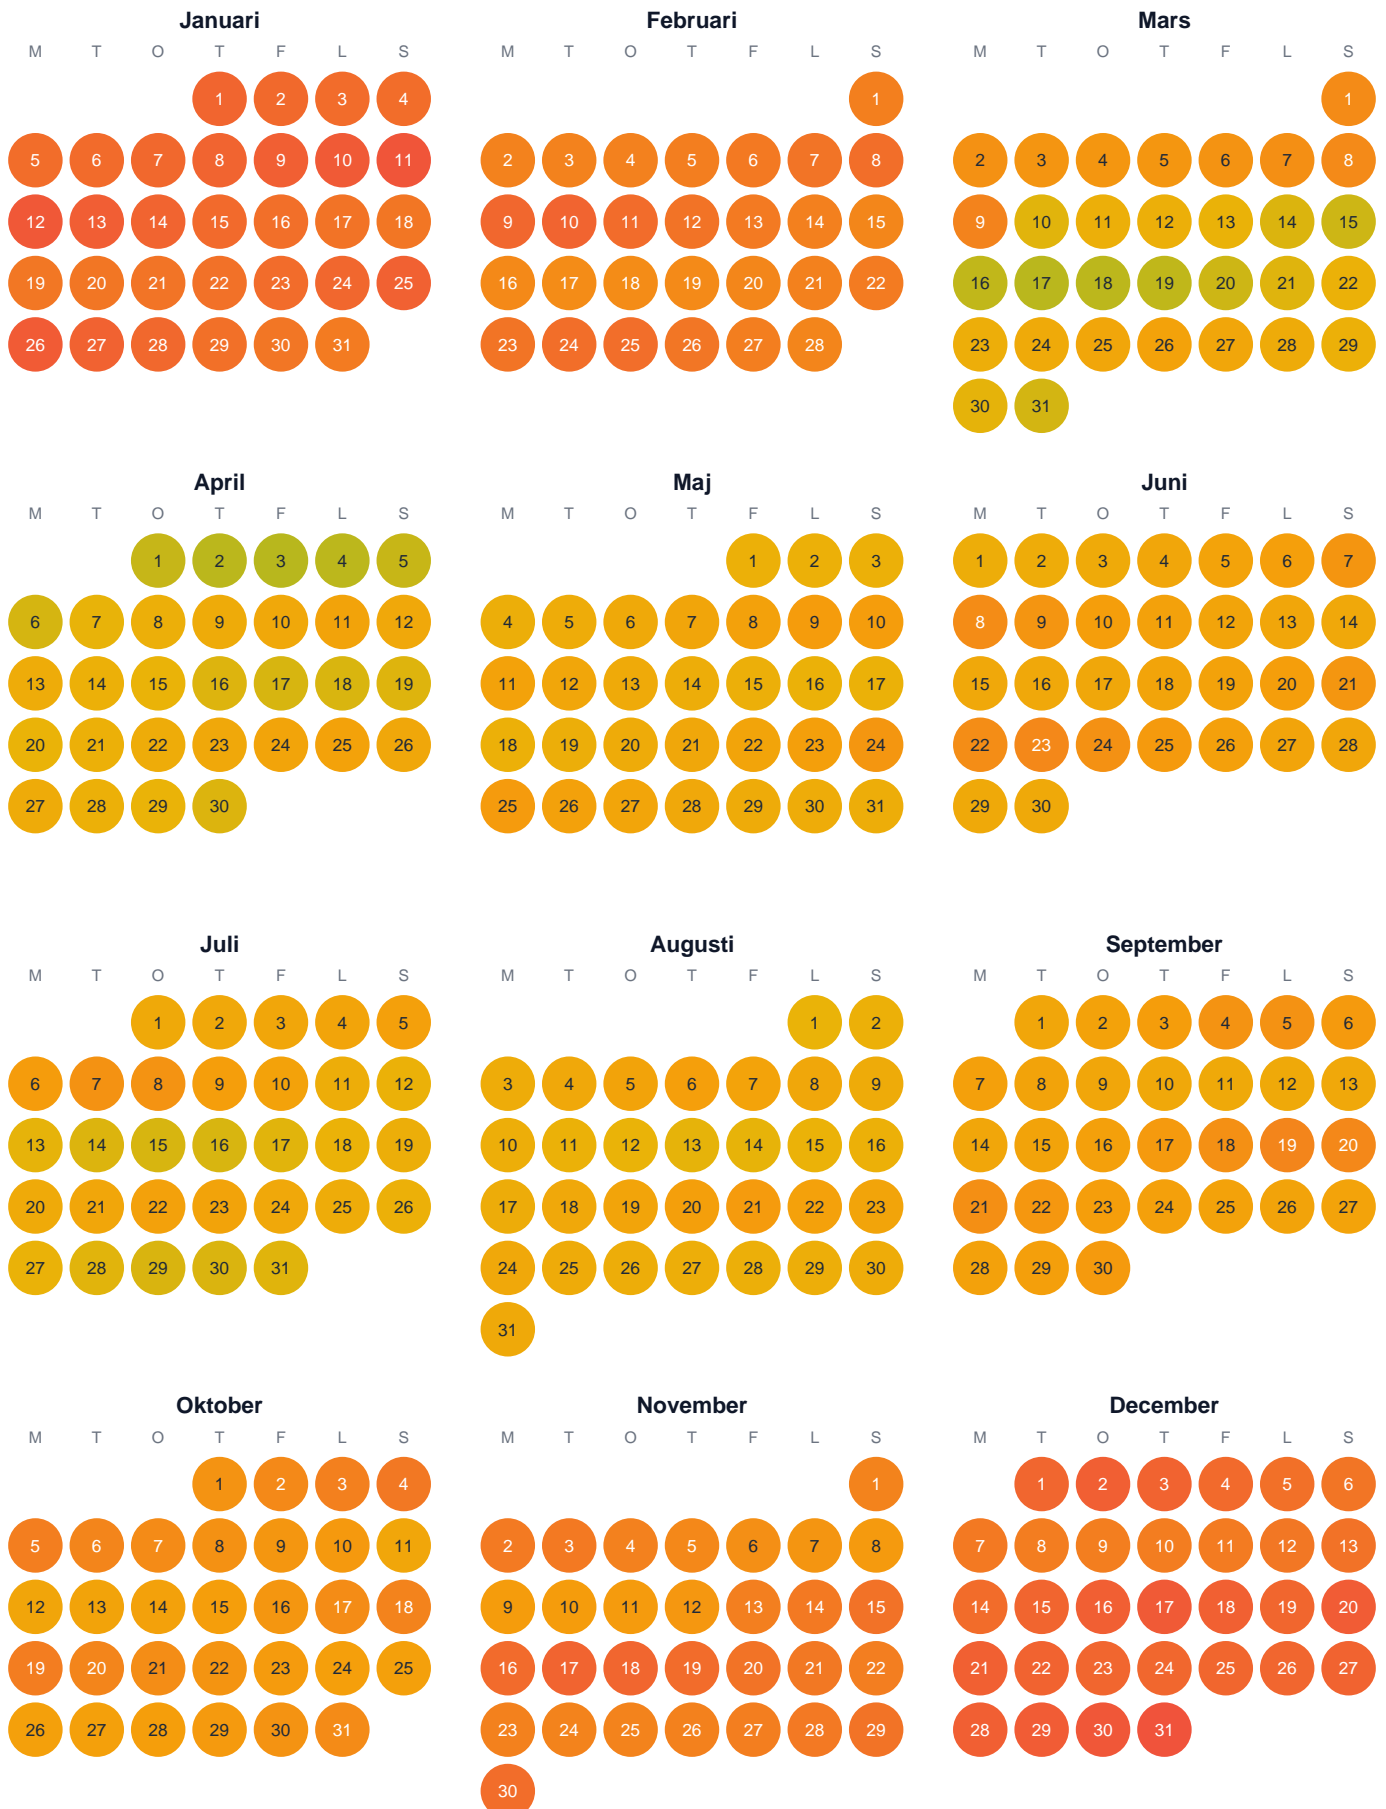 Januari
M T O T F L S
1 2 3 4
5 6 7 8 9 10 11
12 13 14 15 16 17 18
19 20 21 22 23 24 25
26 27 28 29 30 31
Februari
M T O T F L S
1
2 3 4 5 6 7 8
9 10 11 12 13 14 15
16 17 18 19 20 21 22
23 24 25 26 27 28
Mars
M T O T F L S
1
2 3 4 5 6 7 8
9 10 11 12 13 14 15
16 17 18 19 20 21 22
23 24 25 26 27 28 29
30 31
April
M T O T F L S
1 2 3 4 5
6 7 8 9 10 11 12
13 14 15 16 17 18 19
20 21 22 23 24 25 26
27 28 29 30
Maj
M T O T F L S
1 2 3
4 5 6 7 8 9 10
11 12 13 14 15 16 17
18 19 20 21 22 23 24
25 26 27 28 29 30 31
Juni
M T O T F L S
1 2 3 4 5 6 7
8 9 10 11 12 13 14
15 16 17 18 19 20 21
22 23 24 25 26 27 28
29 30
Juli
M T O T F L S
1 2 3 4 5
6 7 8 9 10 11 12
13 14 15 16 17 18 19
20 21 22 23 24 25 26
27 28 29 30 31
Augusti
M T O T F L S
1 2
3 4 5 6 7 8 9
10 11 12 13 14 15 16
17 18 19 20 21 22 23
24 25 26 27 28 29 30
31
September
M T O T F L S
1 2 3 4 5 6
7 8 9 10 11 12 13
14 15 16 17 18 19 20
21 22 23 24 25 26 27
28 29 30
Oktober
M T O T F L S
1 2 3 4
5 6 7 8 9 10 11
12 13 14 15 16 17 18
19 20 21 22 23 24 25
26 27 28 29 30 31
November
M T O T F L S
1
2 3 4 5 6 7 8
9 10 11 12 13 14 15
16 17 18 19 20 21 22
23 24 25 26 27 28 29
30
December
M T O T F L S
1 2 3 4 5 6
7 8 9 10 11 12 13
14 15 16 17 18 19 20
21 22 23 24 25 26 27
28 29 30 31